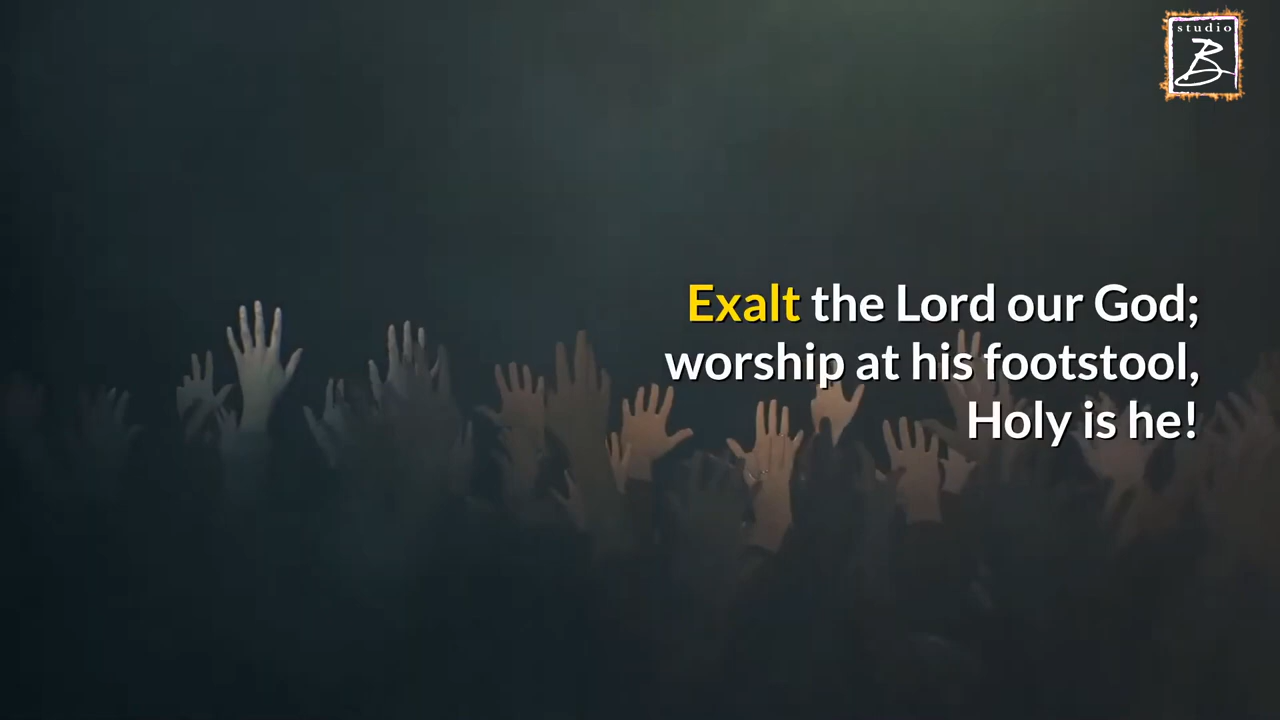 studio
B
Exalt the Lord our God;
worship at his footstool,
Holy is he!